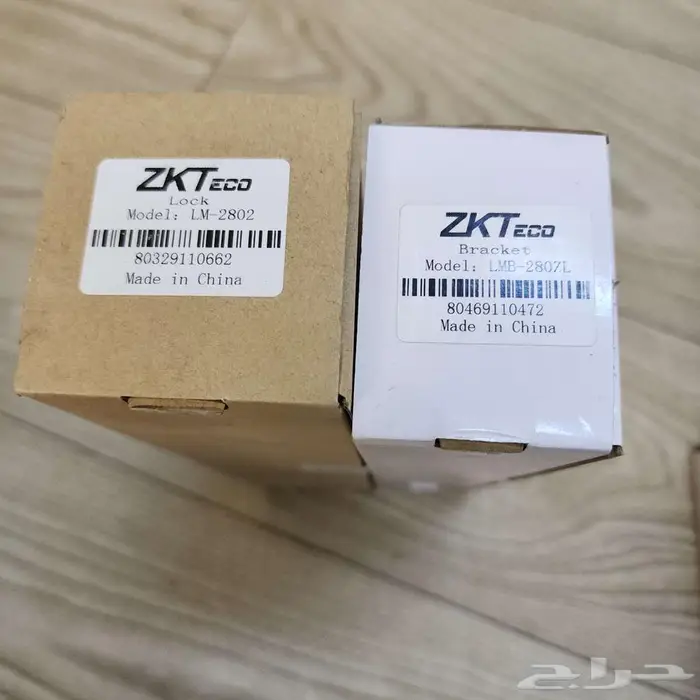 ZKTECO
Lock
Model: LM-2802
80329110662
Made in China
ZKTECO
Bracket
Model: LMB-2807L
80469110472
Made in China
حراج